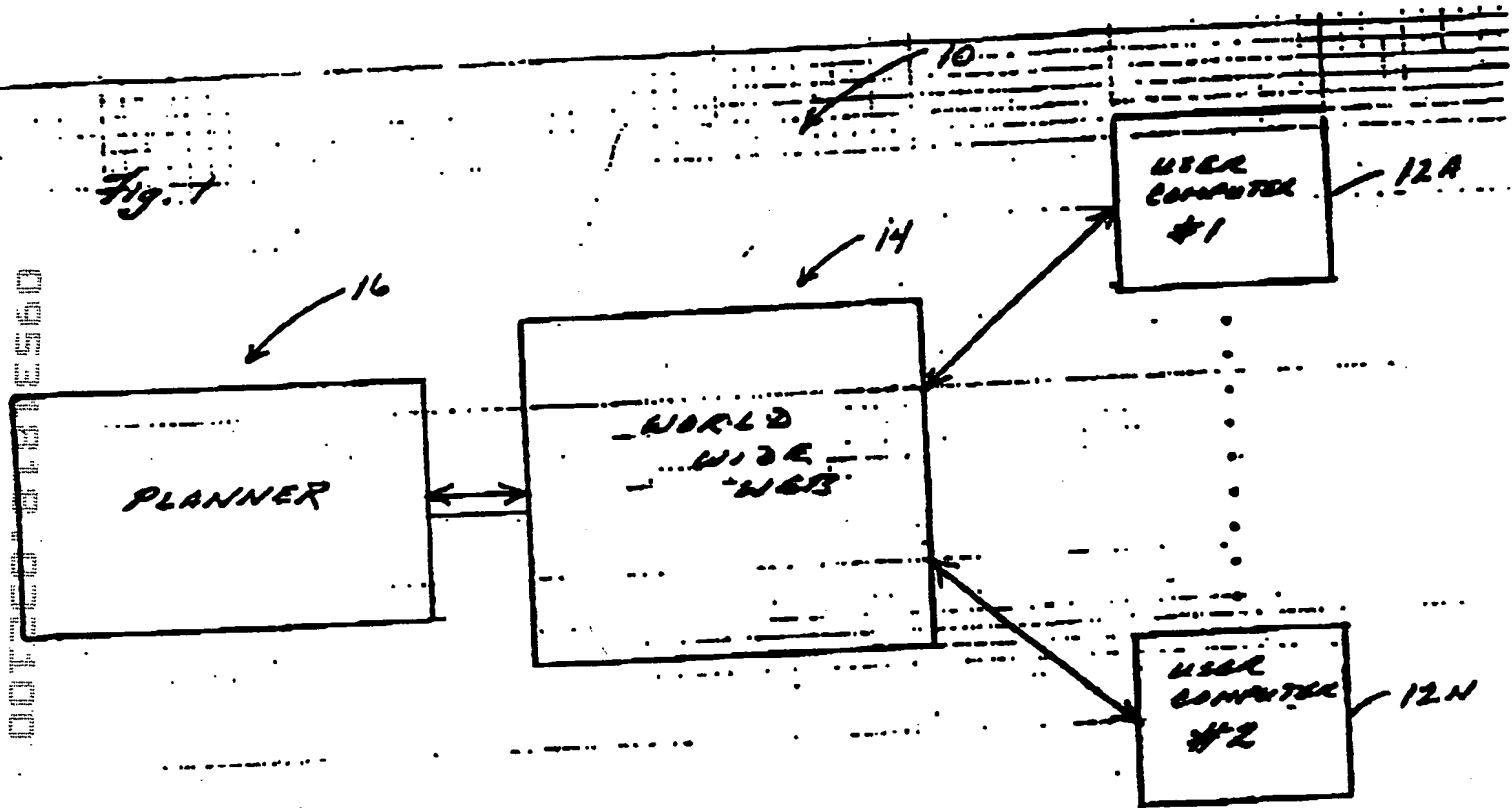 10
Fig. 1
USER
COMPUTER
#1
12A
14
16
WORLD
WIDE
WEB
PLANNER
USER
COMPUTER
#2
12N